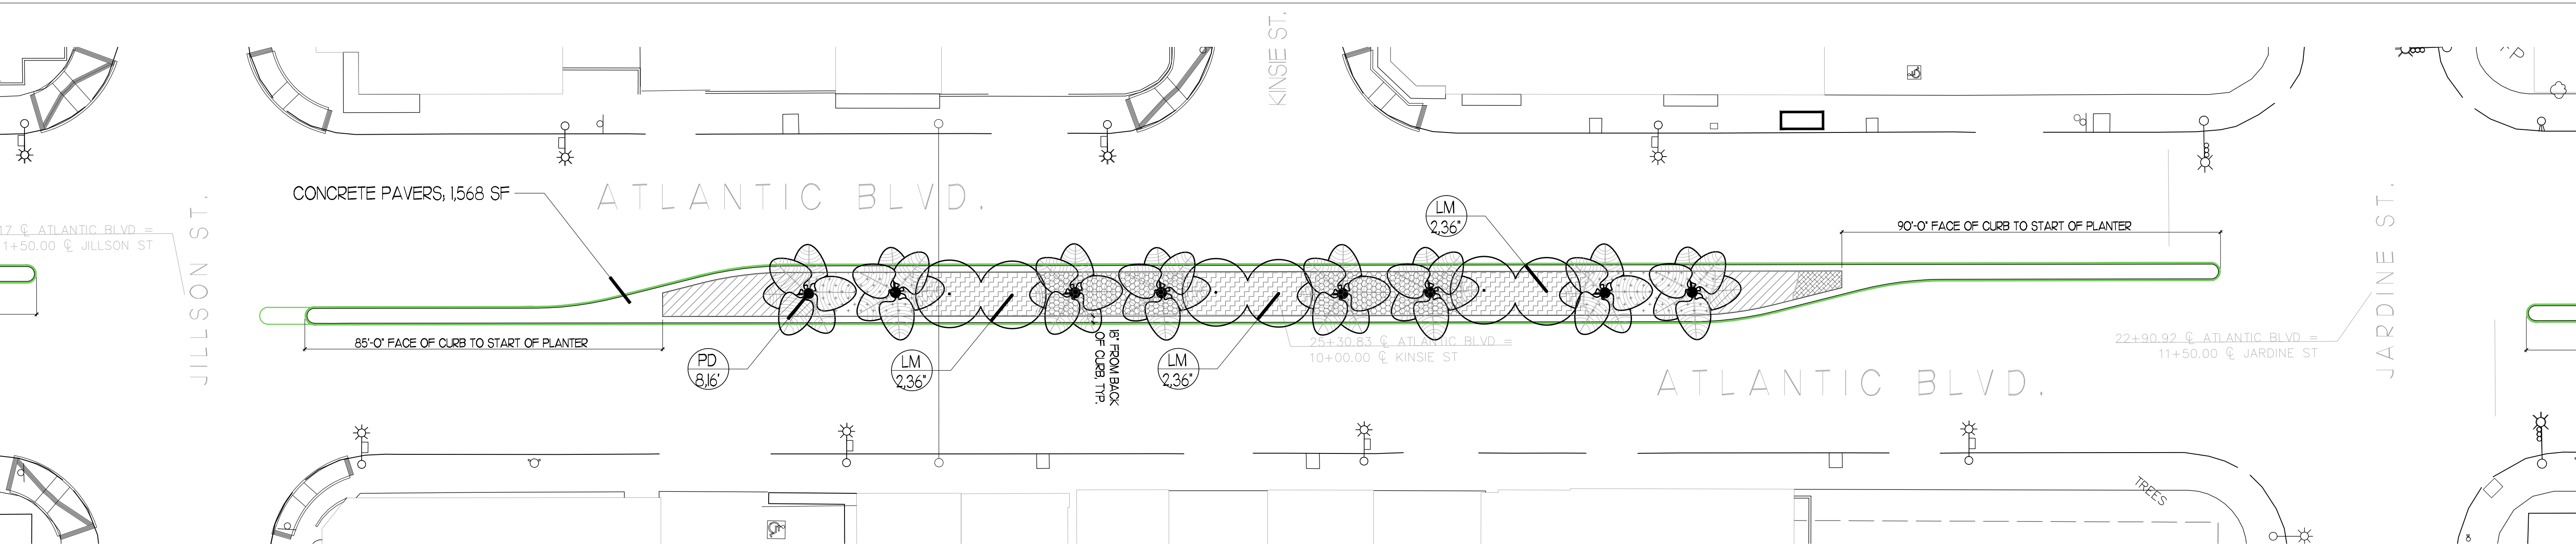 KINSIE ST.
CONCRETE PAVERS; 1,568 SF
ATLANTIC BLVD.
LM
2,36"
90'-0" FACE OF CURB TO START OF PLANTER
JILLSON ST.
JARDINE ST.
17 ℄ ATLANTIC BLVD =
1+50.00 ℄ JILLSON ST
85'-0" FACE OF CURB TO START OF PLANTER
PD
8,16'
LM
2,36"
18" FROM BACK
OF CURB, TYP.
LM
2,36"
25+30.83 ℄ ATLANTIC BLVD =
10+00.00 ℄ KINSIE ST
22+90.92 ℄ ATLANTIC BLVD =
11+50.00 ℄ JARDINE ST
ATLANTIC BLVD.
TREES